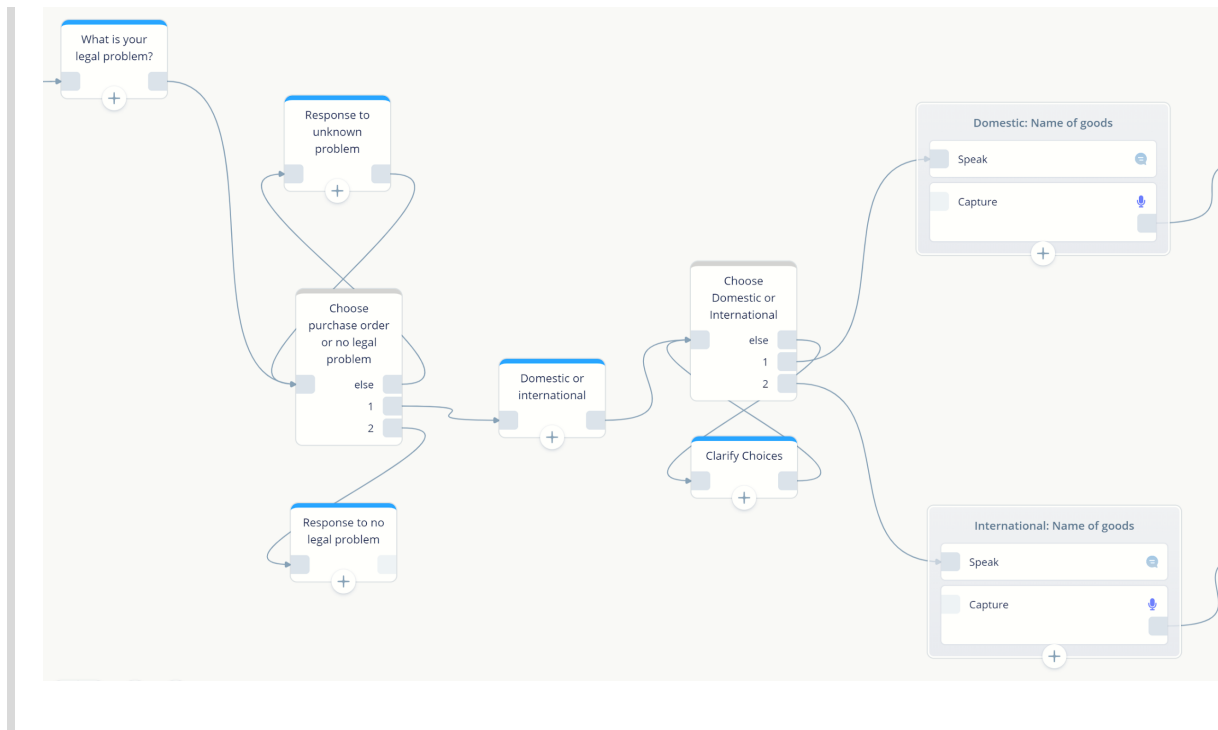 What is your
legal problem?
Response to
unknown
problem
Choose
purchase order
or no legal
problem
else
1
2
Response to no
legal problem
Domestic or
international
Choose
Domestic or
International
else
1
2
Clarify Choices
Domestic: Name of goods
Speak
Capture
International: Name of goods
Speak
Capture